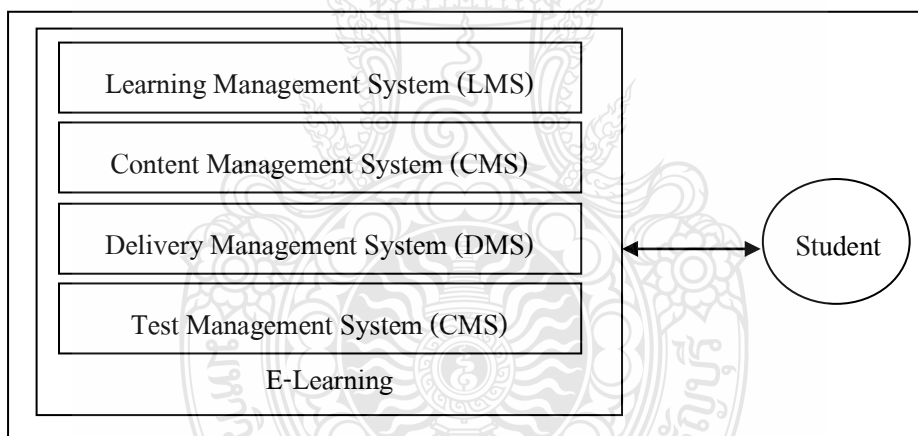 Learning Management System (LMS)
Content Management System (CMS)
Delivery Management System (DMS)
Test Management System (CMS)
E-Learning
Student